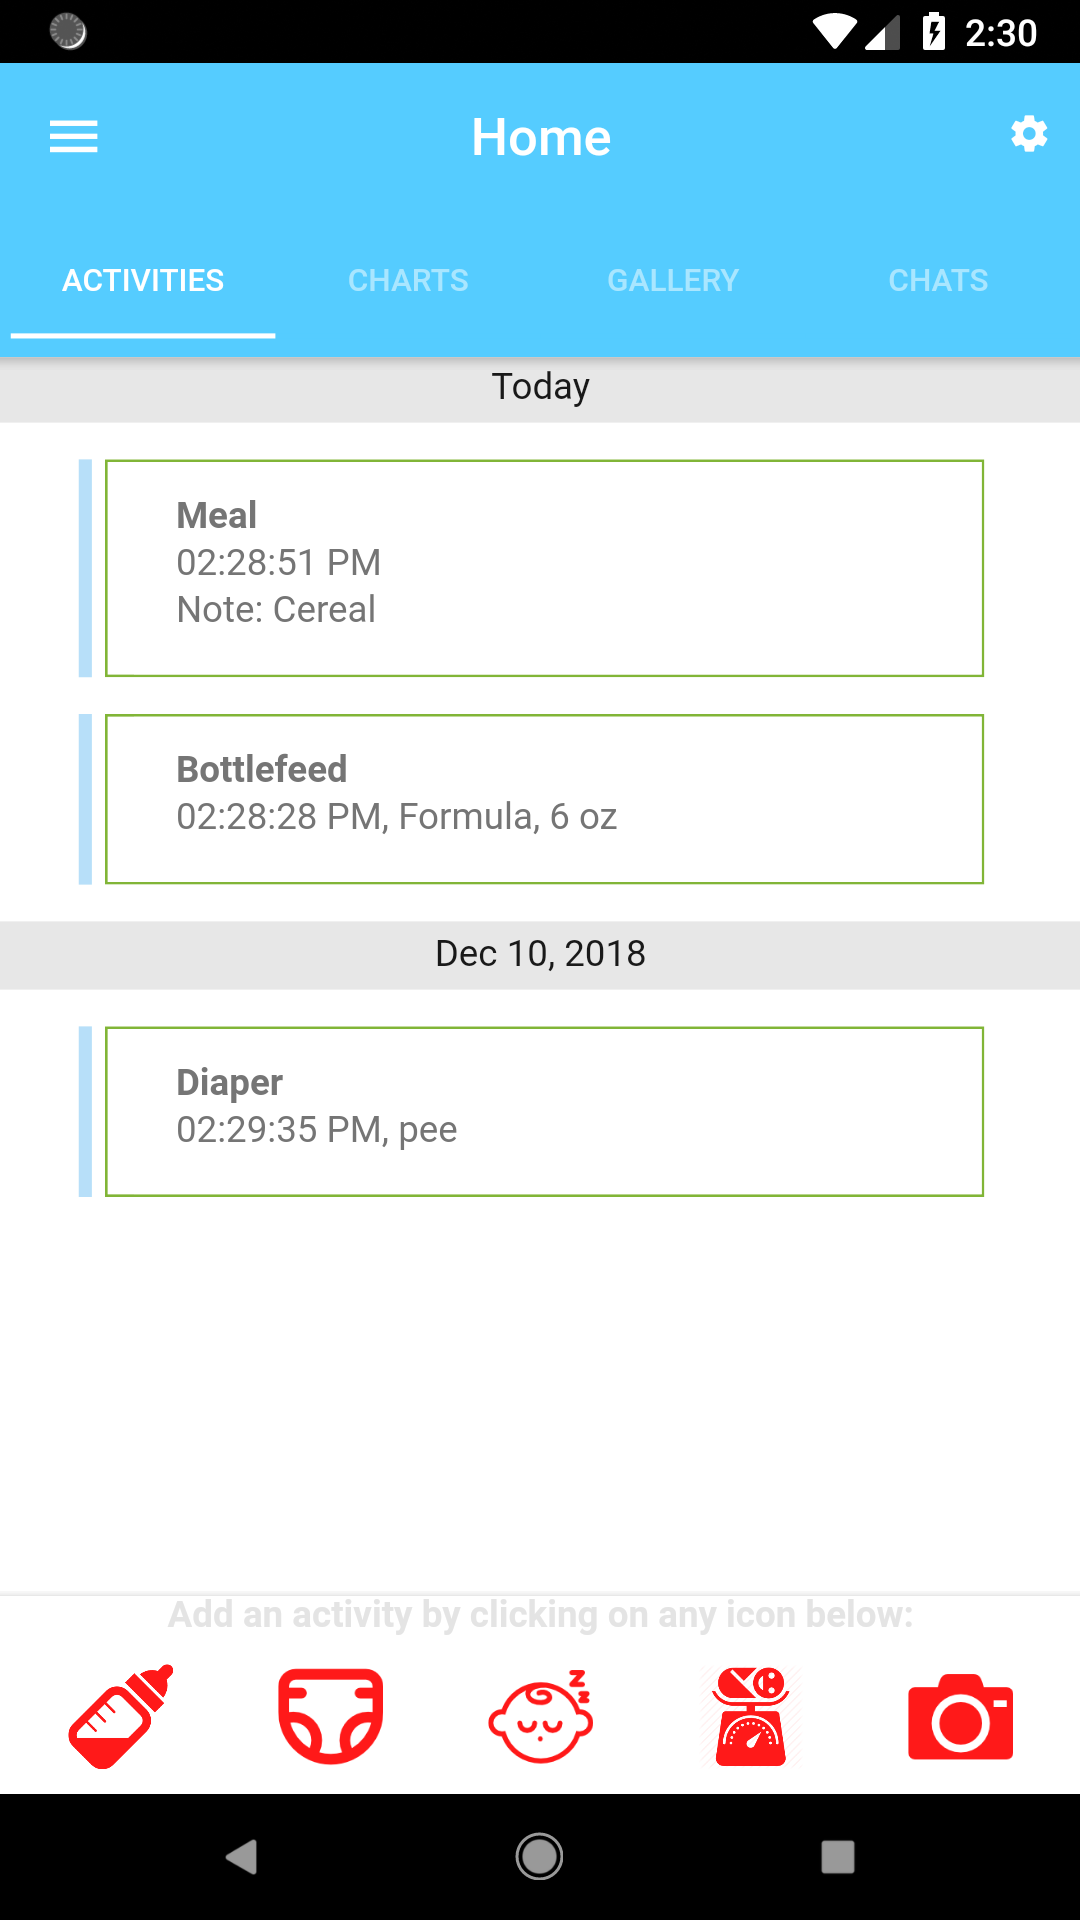 2:30
Home
ACTIVITIES CHARTS GALLERY CHATS
Today
Meal
02:28:51 PM
Note: Cereal
Bottlefeed
02:28:28 PM, Formula, 6 oz
Dec 10, 2018
Diaper
02:29:35 PM, pee
Add an activity by clicking on any icon below: